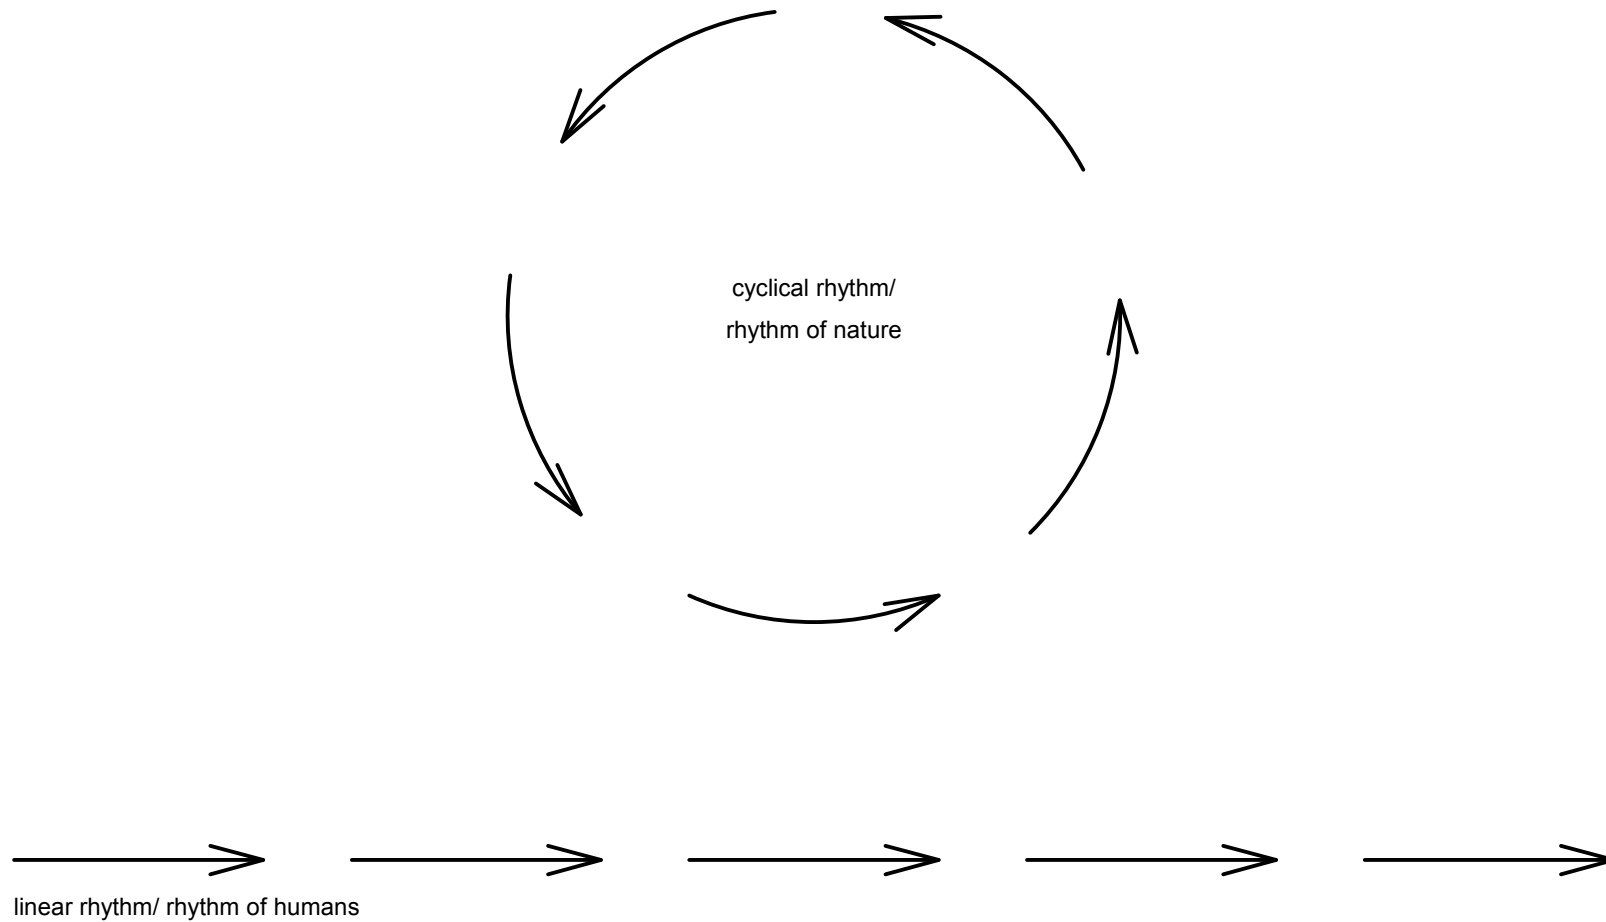 cyclical rhythm/
rhythm of nature
linear rhythm/ rhythm of humans